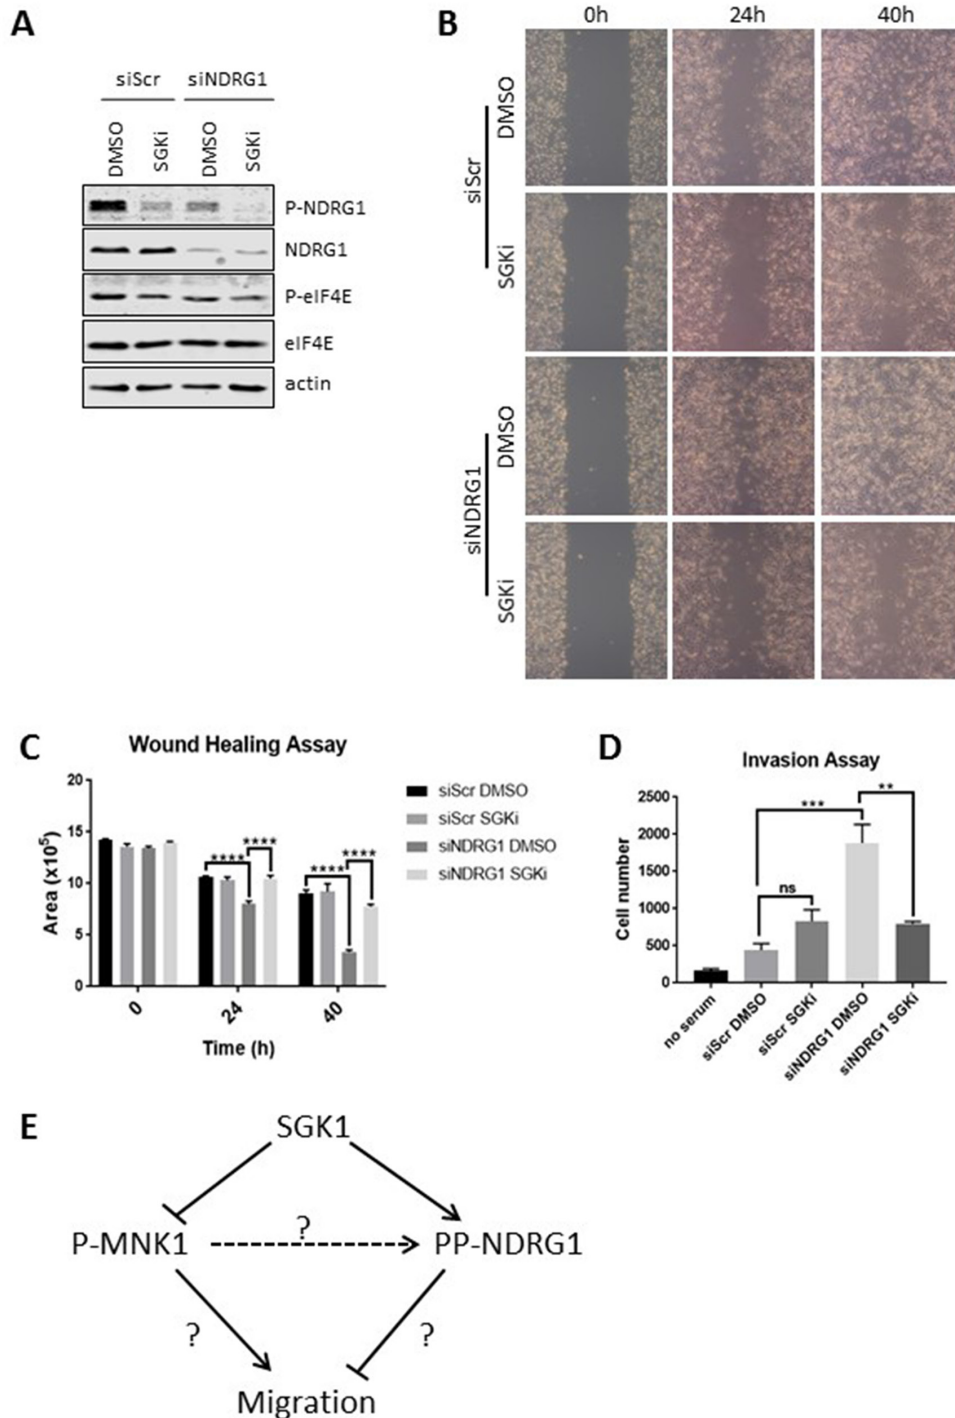 A
siScr siNDRG1
DMSO SGKi DMSO SGKi
P-NDRG1
NDRG1
P-eIF4E
eIF4E
actin
B
0h 24h 40h
siScr
DMSO
SGKi
siNDRG1
DMSO
SGKi
C
Wound Healing Assay
Area (x10⁵)
20
15
10
5
0
**** ****
**** ****
0 24 40
Time (h)
siScr DMSO
siScr SGKi
siNDRG1 DMSO
siNDRG1 SGKi
D
Invasion Assay
Cell number
2500
2000
1500
1000
500
0
***
**
ns
no serum
siScr DMSO
siScr SGKi
siNDRG1 DMSO
siNDRG1 SGKi
E
SGK1
?
P-MNK1 PP-NDRG1
? ?
Migration